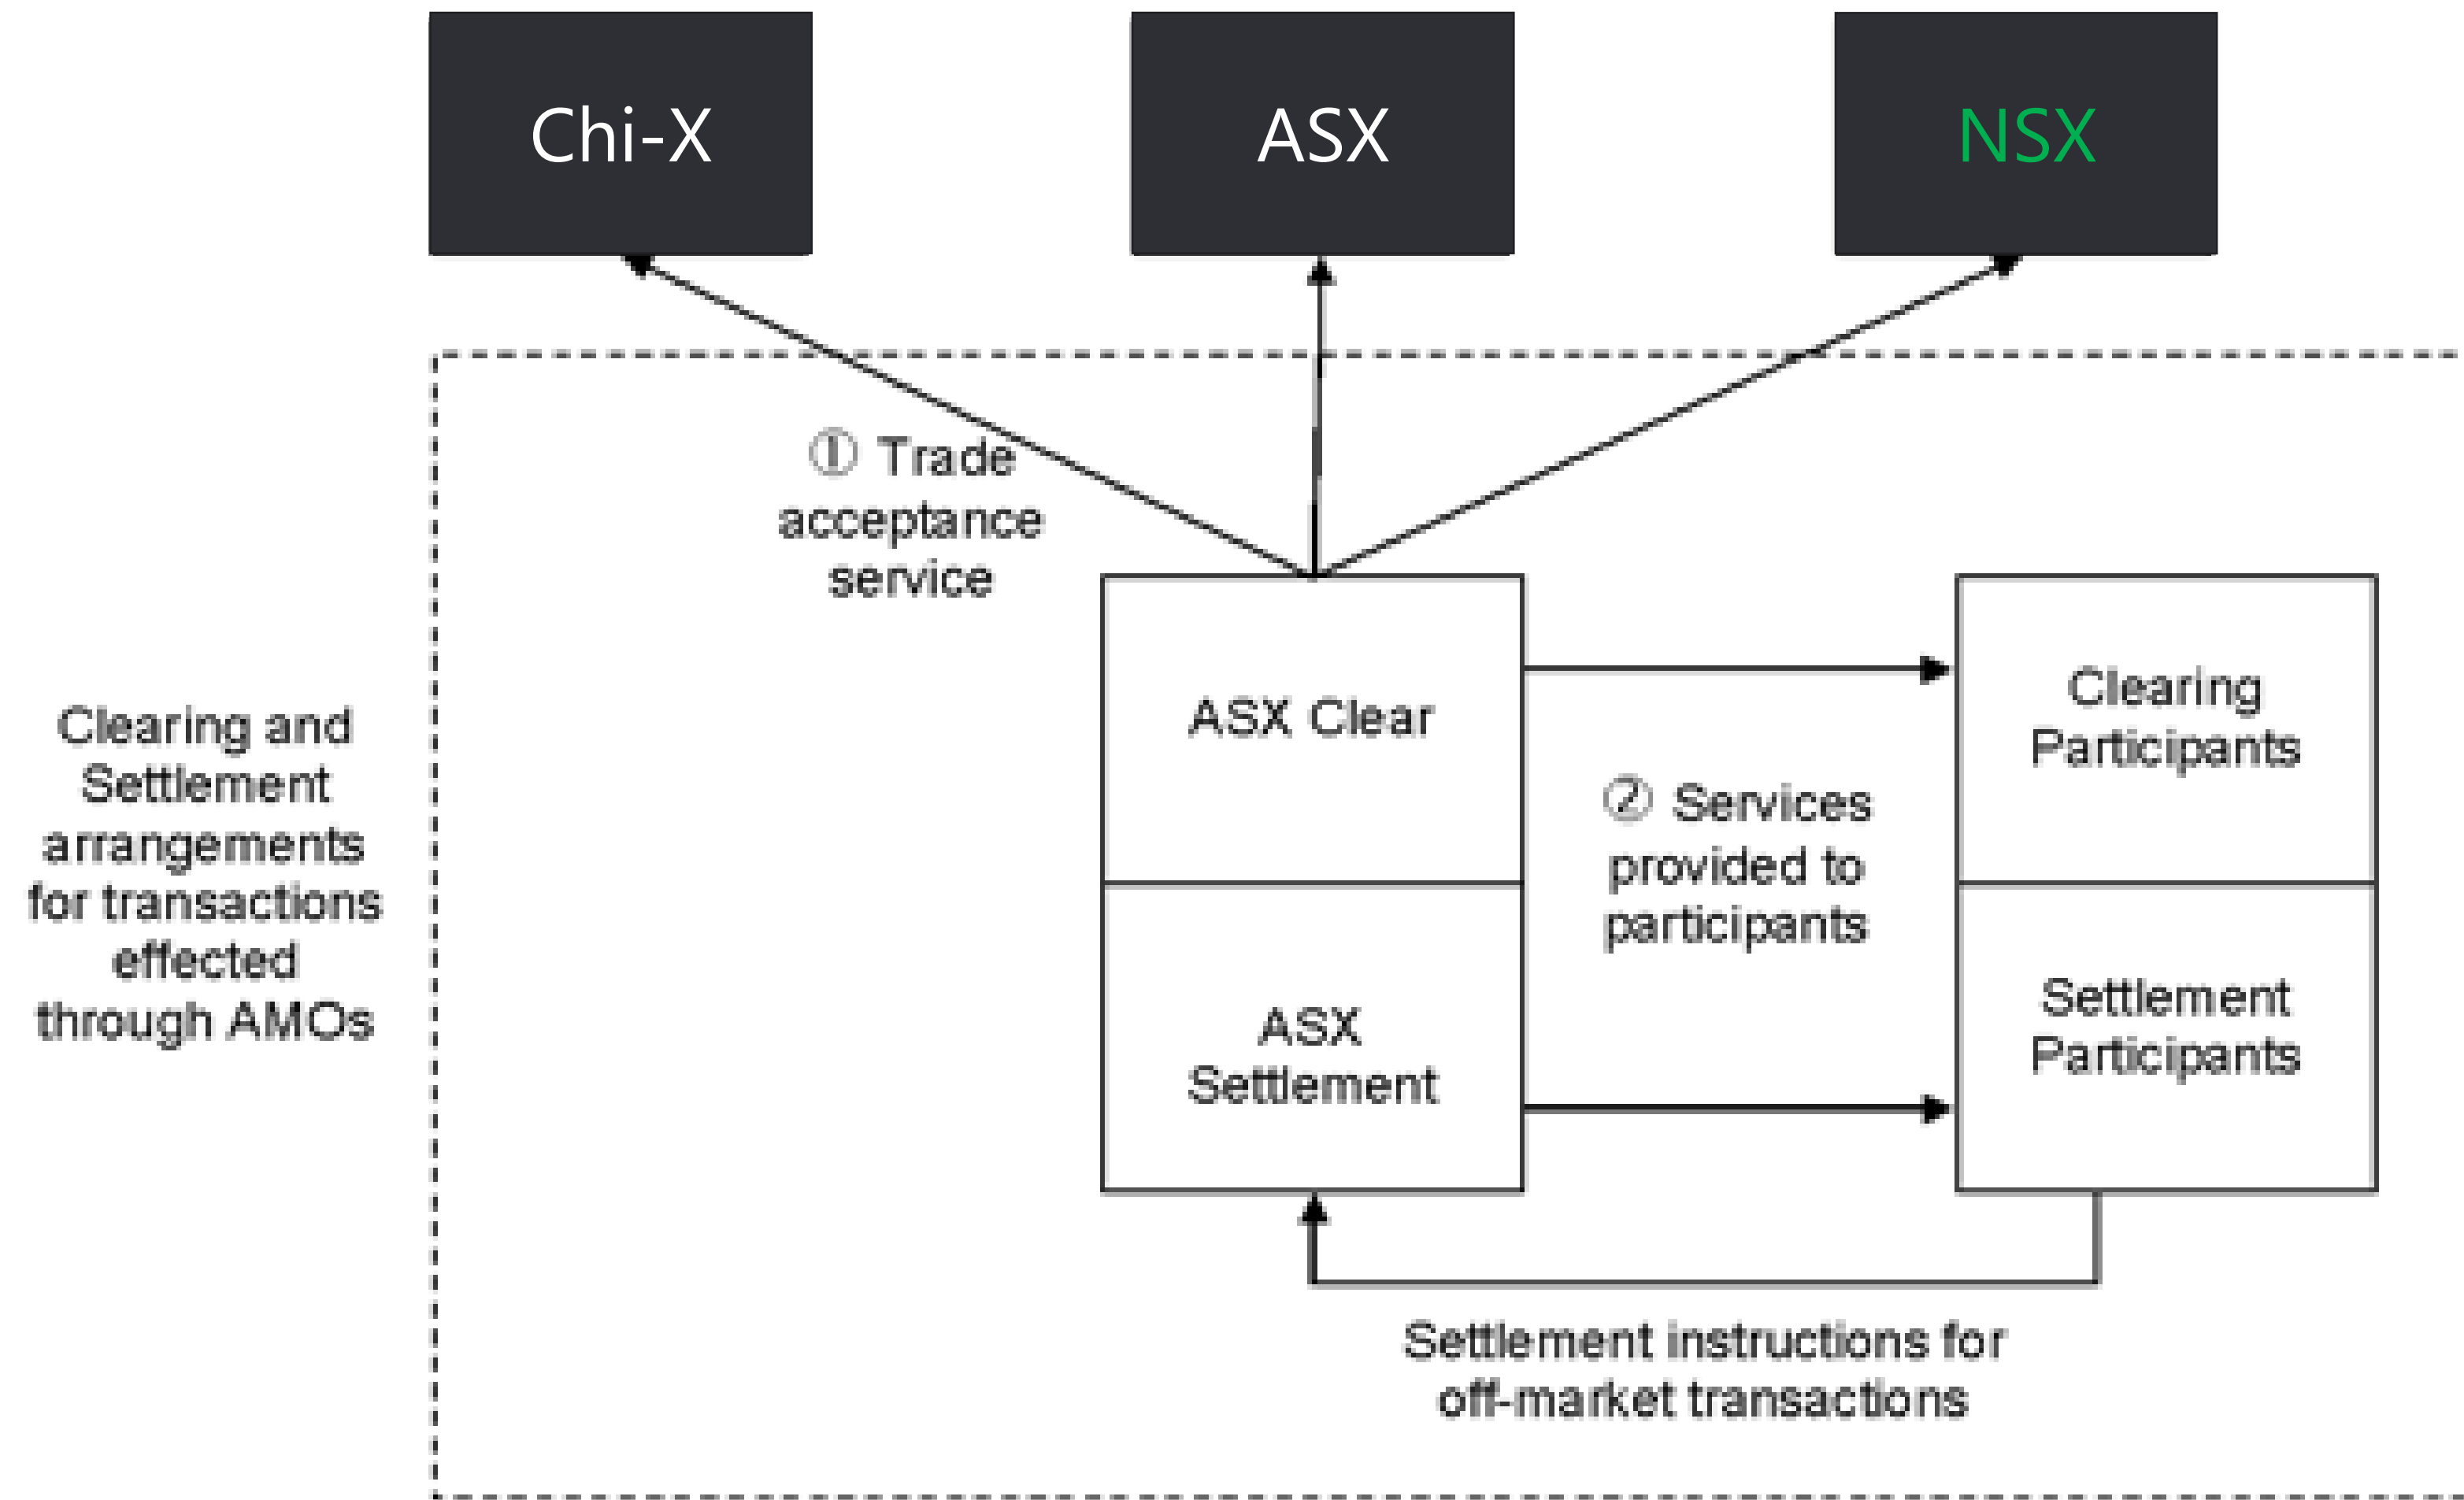 Chi-X
ASX
NSX
① Trade
acceptance
service
Clearing and
Settlement
arrangements
for transactions
effected
through AMOs
ASX Clear
② Services
provided to
participants
Clearing
Participants
ASX
Settlement
Settlement
Participants
Settlement instructions for
off-market transactions